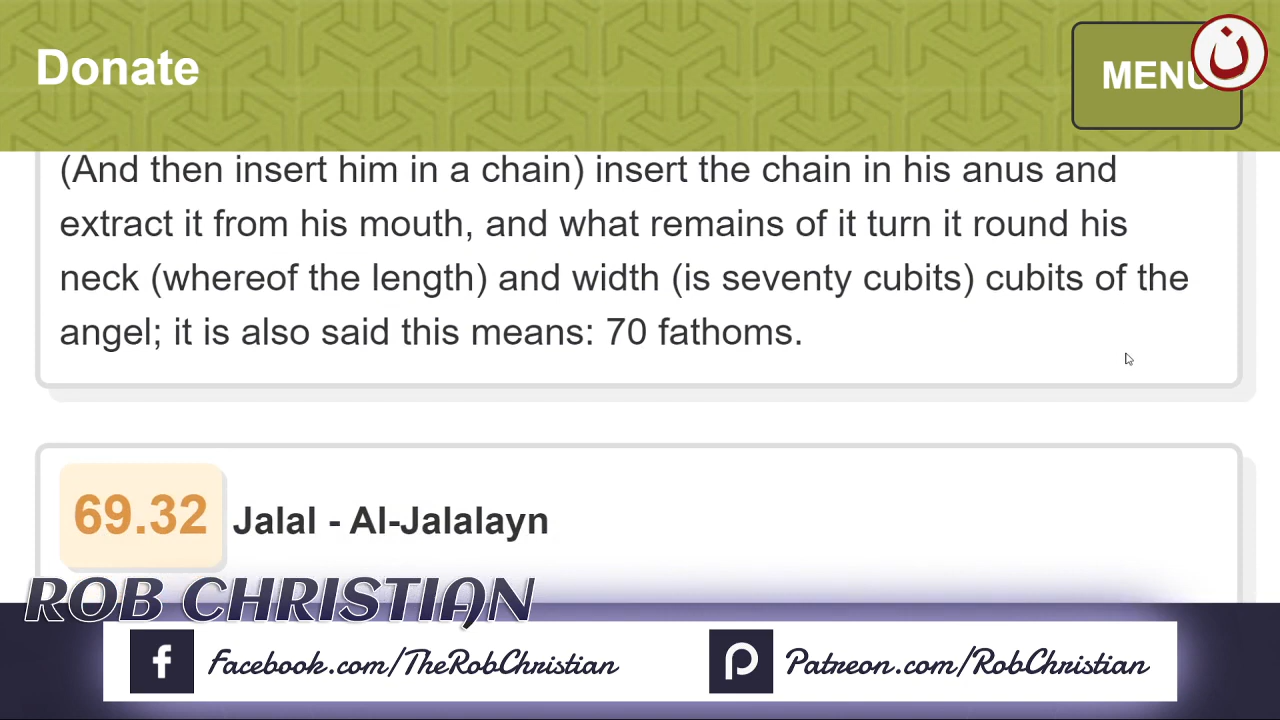 Donate
MENU
ن
(And then insert him in a chain) insert the chain in his anus and
extract it from his mouth, and what remains of it turn it round his
neck (whereof the length) and width (is seventy cubits) cubits of the
angel; it is also said this means: 70 fathoms.
69.32 Jalal - Al-Jalalayn
ROB CHRISTIAN
Facebook.com/TheRobChristian
Patreon.com/RobChristian